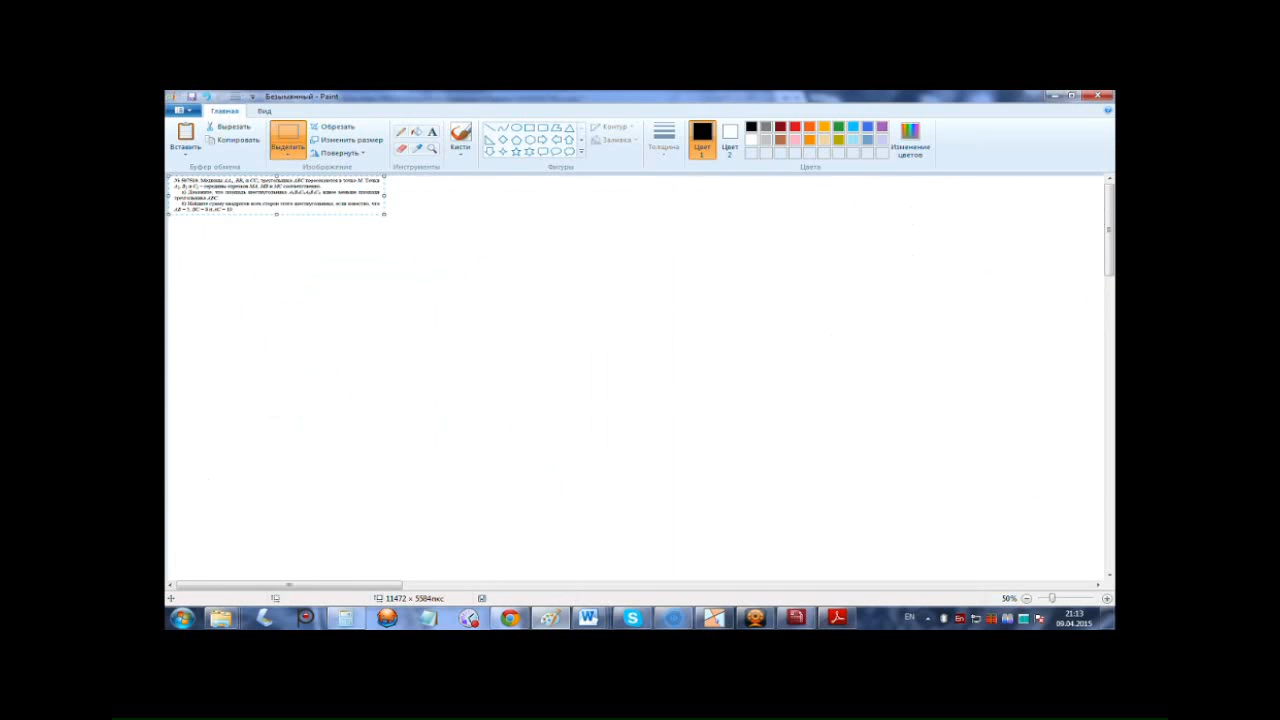 Безымянный - Paint
Главная Вид
Вставить
Вырезать
Копировать
Буфер обмена
Выделить
Обрезать
Изменить размер
Повернуть
Изображение
A
Инструменты
Кисти
Фигуры
Контур
Заливка
Толщина
Цвет 1
Цвет 2
Изменение цветов
Цвета
Медианы AA₁, BB₁ и CC₁ треугольника ABC пересекаются в точке M. Точки
A₂, B₂ и C₂ – середины отрезков MA, MB и MC соответственно.
а) Докажите, что площадь шестиугольника A₁B₂C₁A₂B₁C₂ вдвое меньше площади
треугольника ABC.
б) Найдите сумму квадратов всех сторон этого шестиугольника, если известно, что
AB = 5, BC = 8 и AC = 10.
11472 × 5584пкс
50%
EN
En
21:13
09.04.2015